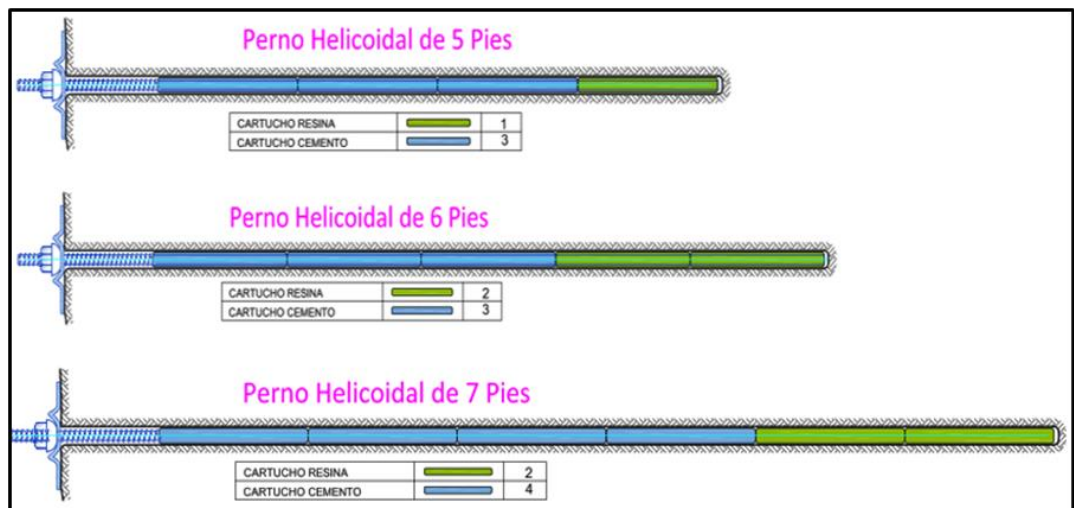 Perno Helicoidal de 5 Pies
CARTUCHO RESINA 1
CARTUCHO CEMENTO 3
Perno Helicoidal de 6 Pies
CARTUCHO RESINA 2
CARTUCHO CEMENTO 3
Perno Helicoidal de 7 Pies
CARTUCHO RESINA 2
CARTUCHO CEMENTO 4